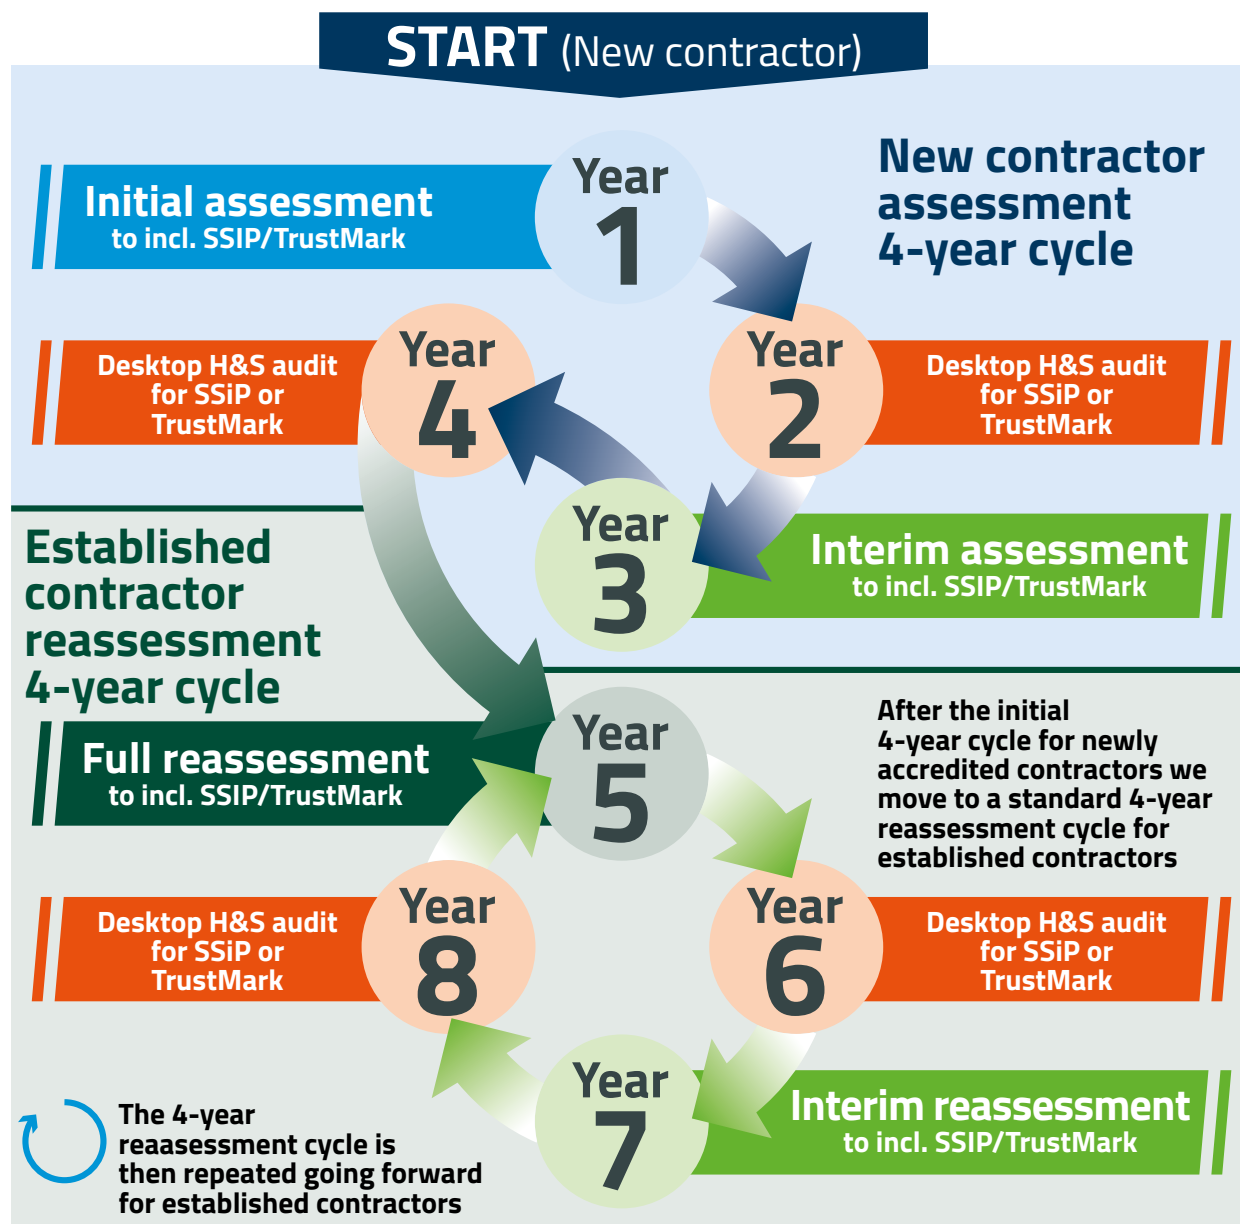 START (New contractor)
New contractor
assessment
4-year cycle
Year
1
Initial assessment
to incl. SSIP/TrustMark
Year
2
Desktop H&S audit
for SSiP or
TrustMark
Year
3
Interim assessment
to incl. SSIP/TrustMark
Year
4
Desktop H&S audit
for SSiP or
TrustMark
Established
contractor
reassessment
4-year cycle
Year
5
Full reassessment
to incl. SSIP/TrustMark
After the initial
4-year cycle for newly
accredited contractors we
move to a standard 4-year
reassessment cycle for
established contractors
Year
6
Desktop H&S audit
for SSiP or
TrustMark
Year
7
Interim reassessment
to incl. SSIP/TrustMark
Year
8
Desktop H&S audit
for SSiP or
TrustMark
The 4-year
reaasessment cycle is
then repeated going forward
for established contractors